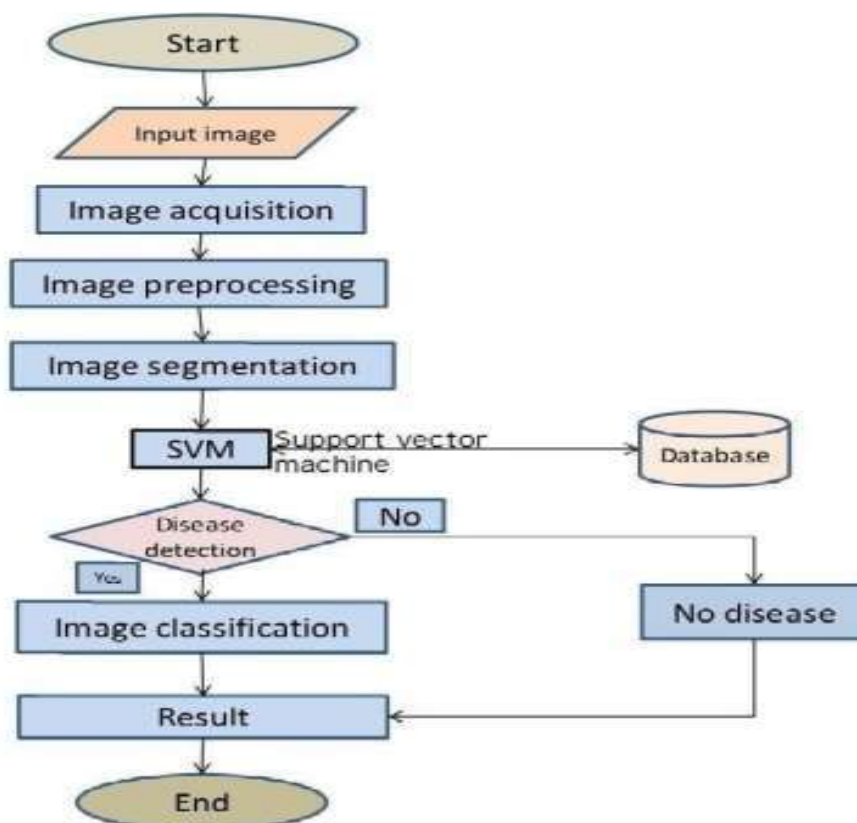 Start
Input image
Image acquisition
Image preprocessing
Image segmentation
SVM
Support vector
machine
Database
Disease
detection
No
Yes
Image classification
No disease
Result
End